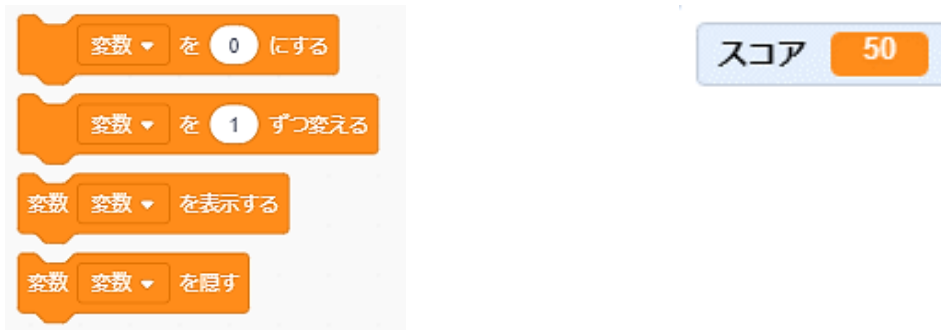 変数 を 0 にする
変数 を 1 ずつ変える
変数 変数 を表示する
変数 変数 を隠す
スコア 50